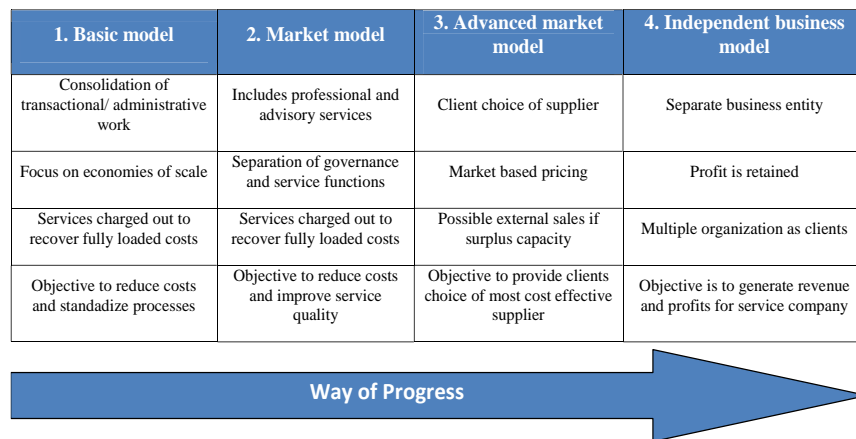 1. Basic model
2. Market model
3. Advanced market
model
4. Independent business
model
Consolidation of
transactional/ administrative
work
Includes professional and
advisory services
Client choice of supplier
Separate business entity
Focus on economies of scale
Separation of governance
and service functions
Market based pricing
Profit is retained
Services charged out to
recover fully loaded costs
Services charged out to
recover fully loaded costs
Possible external sales if
surplus capacity
Multiple organization as clients
Objective to reduce costs
and standadize processes
Objective to reduce costs
and improve service
quality
Objective to provide clients
choice of most cost effective
supplier
Objective is to generate revenue
and profits for service company
Way of Progress